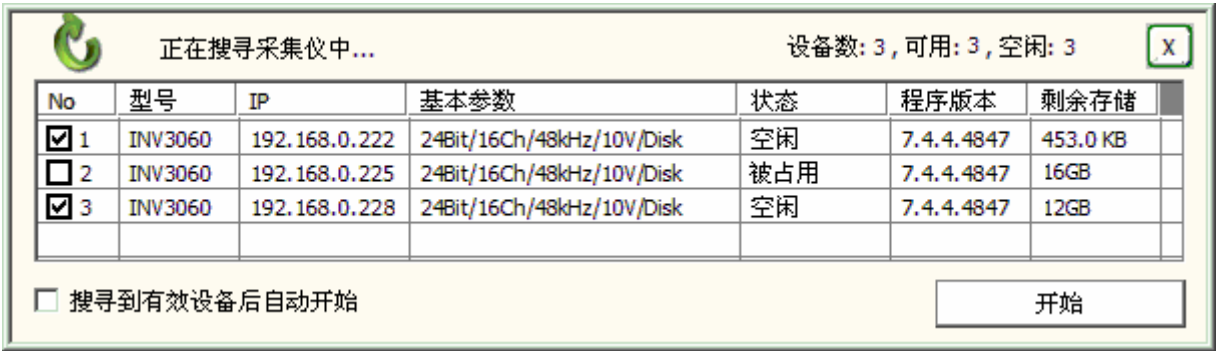 正在搜寻采集仪中... 设备数: 3 , 可用: 3 , 空闲: 3 X
No 型号 IP 基本参数 状态 程序版本 剩余存储
1 INV3060 192.168.0.222 24Bit/16Ch/48kHz/10V/Disk 空闲 7.4.4.4847 453.0 KB
2 INV3060 192.168.0.225 24Bit/16Ch/48kHz/10V/Disk 被占用 7.4.4.4847 16GB
3 INV3060 192.168.0.228 24Bit/16Ch/48kHz/10V/Disk 空闲 7.4.4.4847 12GB
搜寻到有效设备后自动开始 开始